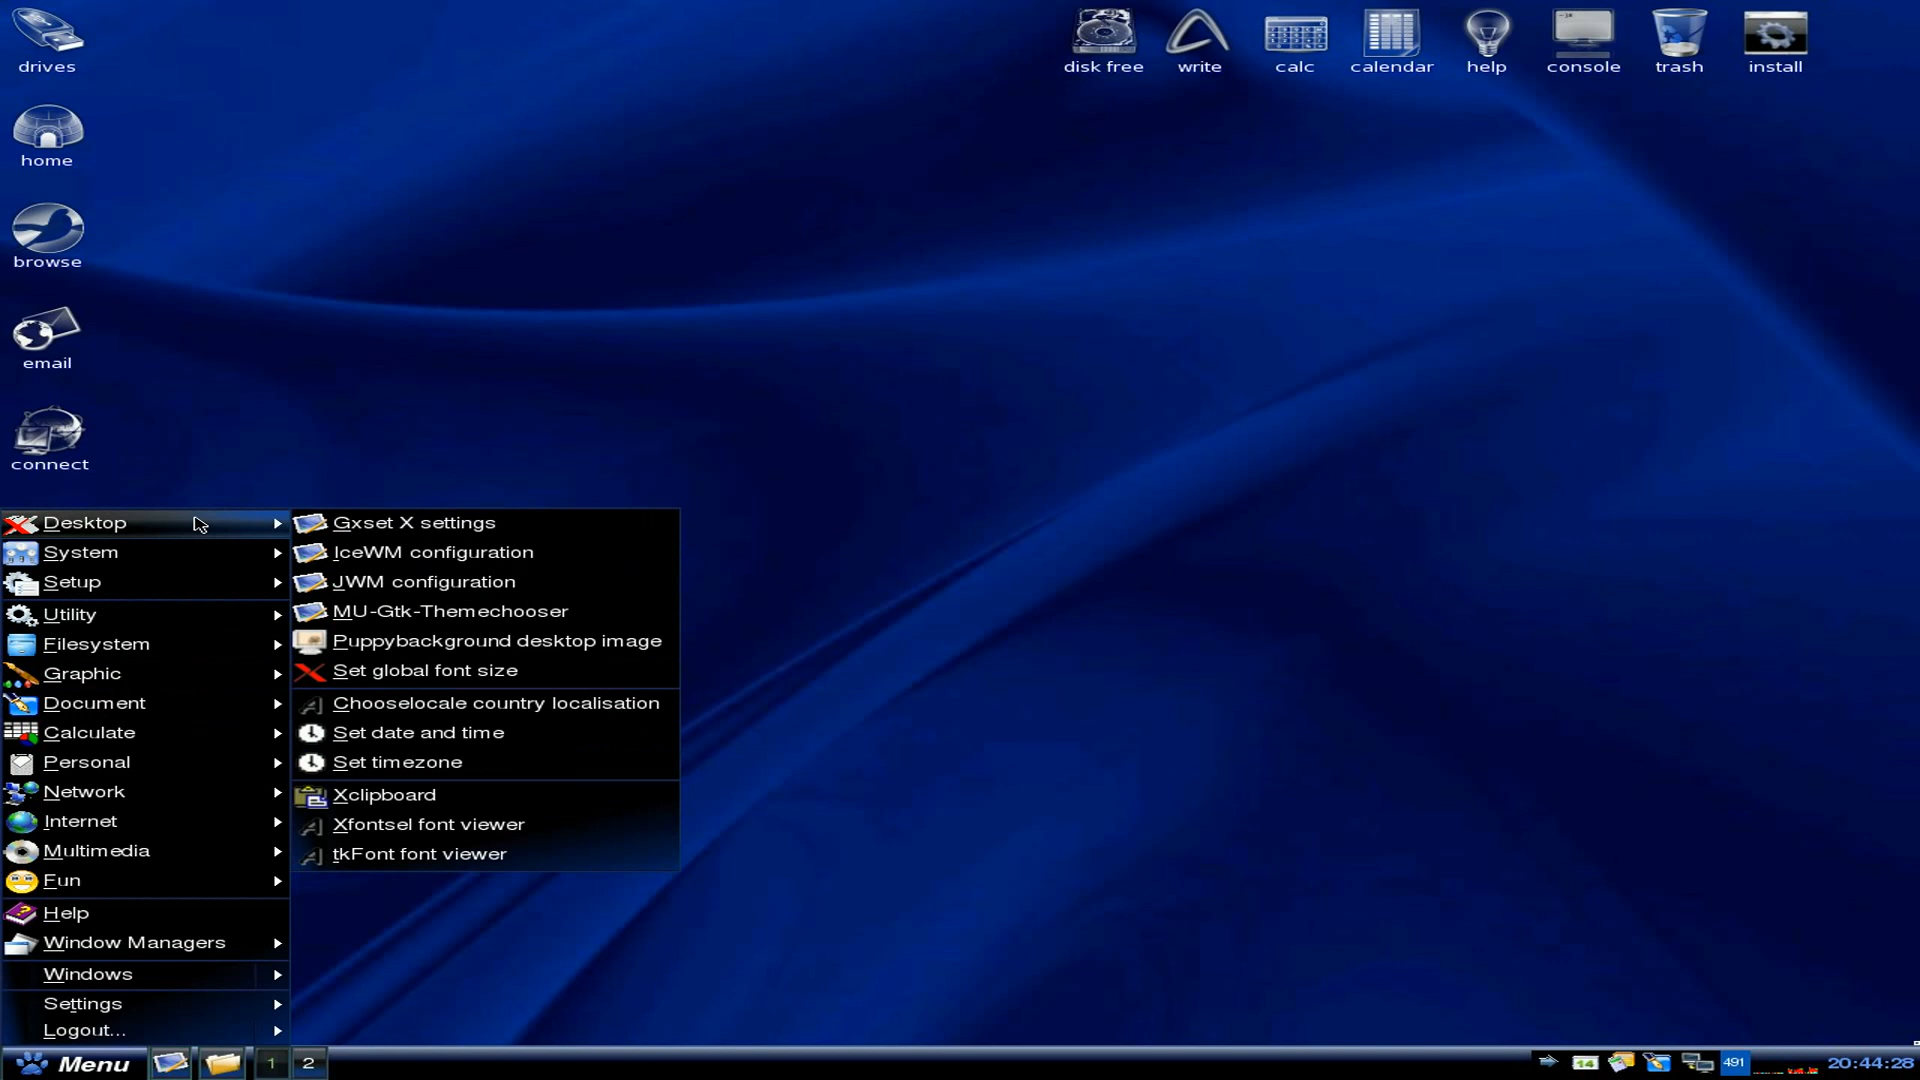 drives
disk free
write
calc
calendar
help
console
trash
install
home
browse
email
connect
Desktop
System
Setup
Utility
Filesystem
Graphic
Document
Calculate
Personal
Network
Internet
Multimedia
Fun
Help
Window Managers
Windows
Settings
Logout...
Gxset X settings
IceWM configuration
JWM configuration
MU-Gtk-Themechooser
Puppybackground desktop image
Set global font size
Chooselocale country localisation
Set date and time
Set timezone
Xclipboard
Xfontsel font viewer
tkFont font viewer
Menu
1
2
14
491
20:44:28